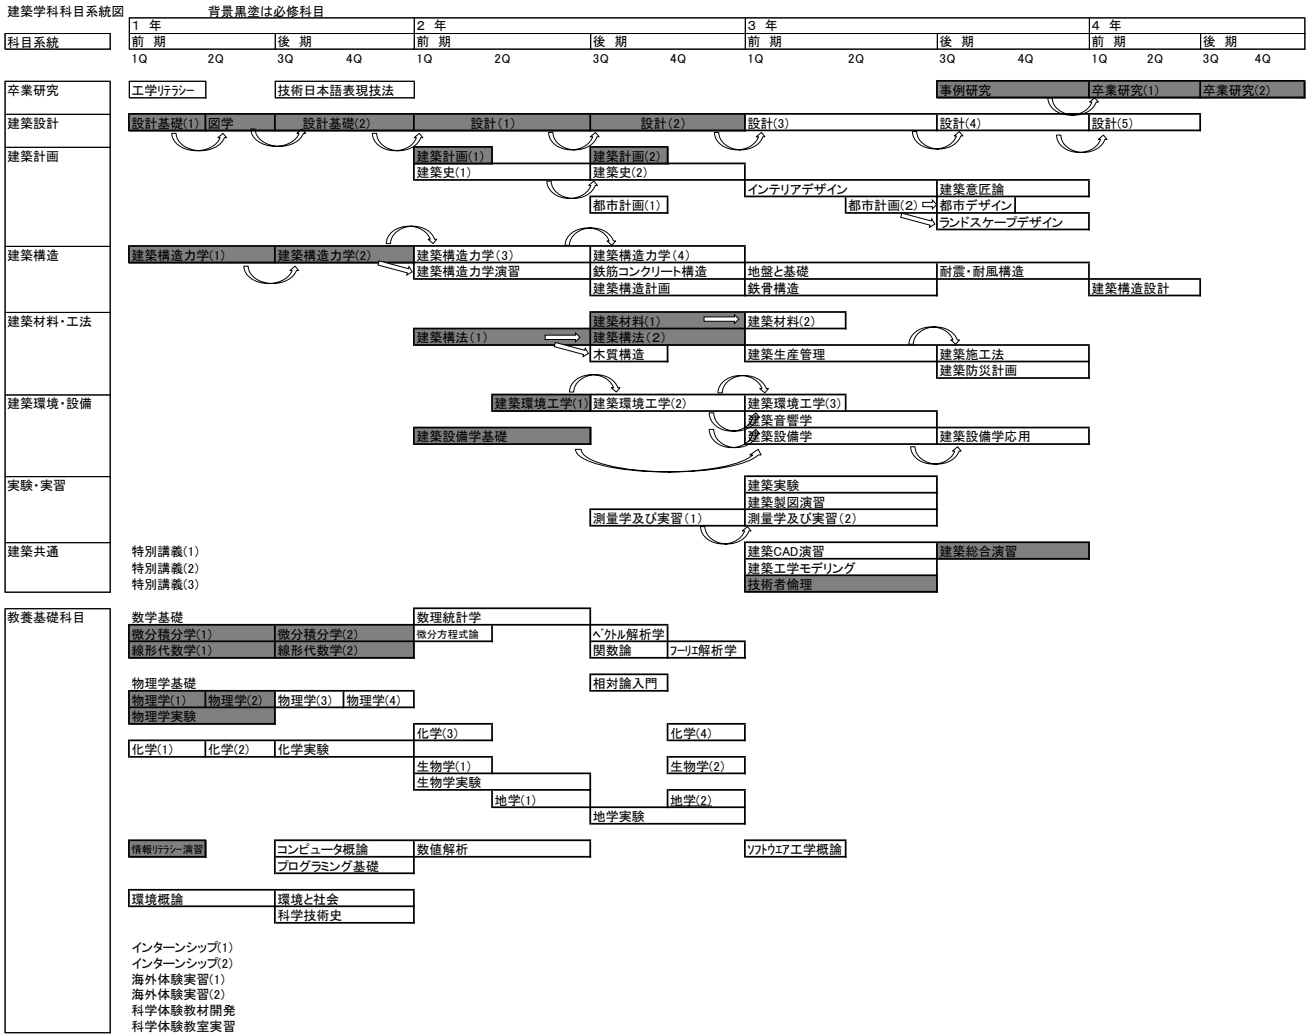 建築学科科目系統図 背景黒塗は必修科目
1 年 2 年 3 年 4 年
科目系統 前 期 後 期 前 期 後 期 前 期 後 期 前 期 後 期
1Q 2Q 3Q 4Q 1Q 2Q 3Q 4Q 1Q 2Q 3Q 4Q 1Q 2Q 3Q 4Q
卒業研究 工学リテラシー 技術日本語表現技法 事例研究 卒業研究(1) 卒業研究(2)
建築設計 設計基礎(1) 図学 設計基礎(2) 設計(1) 設計(2) 設計(3) 設計(4) 設計(5)
建築計画 建築計画(1) 建築計画(2)
建築史(1) 建築史(2)
インテリアデザイン 建築意匠論
都市計画(1) 都市計画(2) ⇒ 都市デザイン
ランドスケープデザイン
建築構造 建築構造力学(1) 建築構造力学(2) 建築構造力学(3) 建築構造力学(4)
建築構造力学演習 鉄筋コンクリート構造 地盤と基礎 耐震・耐風構造
建築構造計画 鉄骨構造 建築構造設計
建築材料・工法 建築材料(1) 建築材料(2)
建築構法(1) 建築構法(2)
木質構造 建築生産管理 建築施工法
建築防災計画
建築環境・設備 建築環境工学(1) 建築環境工学(2) 建築環境工学(3)
建築音響学
建築設備学基礎 建築設備学 建築設備学応用
実験・実習 建築実験
建築製図演習
測量学及び実習(1) 測量学及び実習(2)
建築共通 特別講義(1) 建築CAD演習 建築総合演習
特別講義(2) 建築工学モデリング
特別講義(3) 技術者倫理
教養基礎科目 数学基礎 数理統計学
微分積分学(1) 微分積分学(2) 微分方程式論 ベクトル解析学
線形代数学(1) 線形代数学(2) 関数論 フーリエ解析学
物理学基礎 相対論入門
物理学(1) 物理学(2) 物理学(3) 物理学(4)
物理学実験
化学(3) 化学(4)
化学(1) 化学(2) 化学実験
生物学(1) 生物学(2)
生物学実験
地学(1) 地学(2)
地学実験
情報リテラシー演習 コンピュータ概論 数値解析 ソフトウエア工学概論
プログラミング基礎
環境概論 環境と社会
科学技術史
インターンシップ(1)
インターンシップ(2)
海外体験実習(1)
海外体験実習(2)
科学体験教材開発
科学体験教室実習